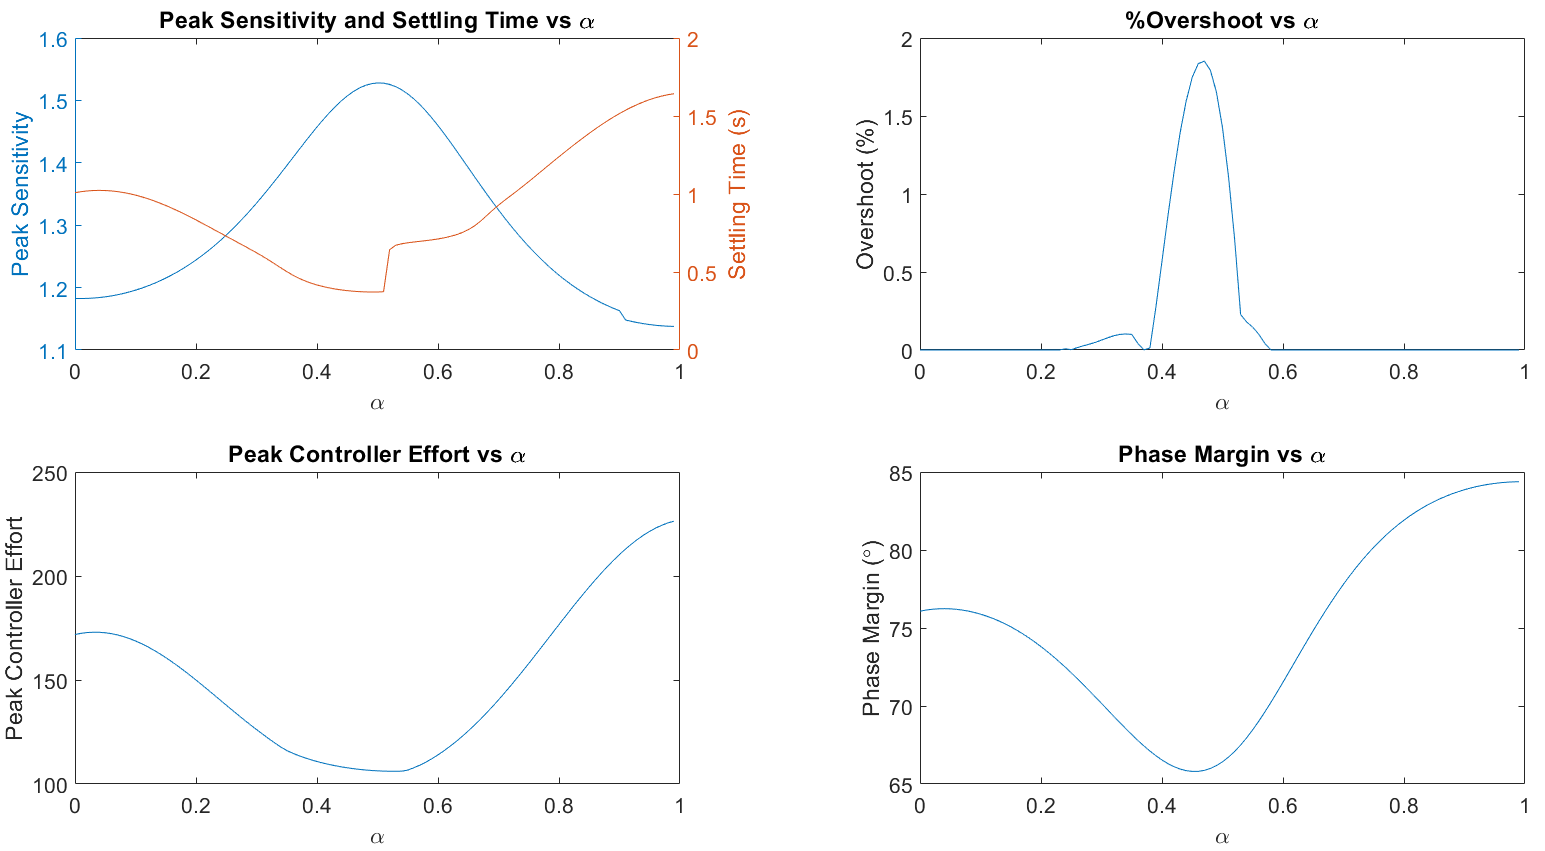 Peak Sensitivity and Settling Time vs α
1.6
1.5
1.4
1.3
1.2
1.1
Peak Sensitivity
2
1.5
1
0.5
0
Settling Time (s)
0 0.2 0.4 0.6 0.8 1
α
%Overshoot vs α
2
1.5
1
0.5
0
Overshoot (%)
0 0.2 0.4 0.6 0.8 1
α
Peak Controller Effort vs α
250
200
150
100
Peak Controller Effort
0 0.2 0.4 0.6 0.8 1
α
Phase Margin vs α
85
80
75
70
65
Phase Margin (°)
0 0.2 0.4 0.6 0.8 1
α